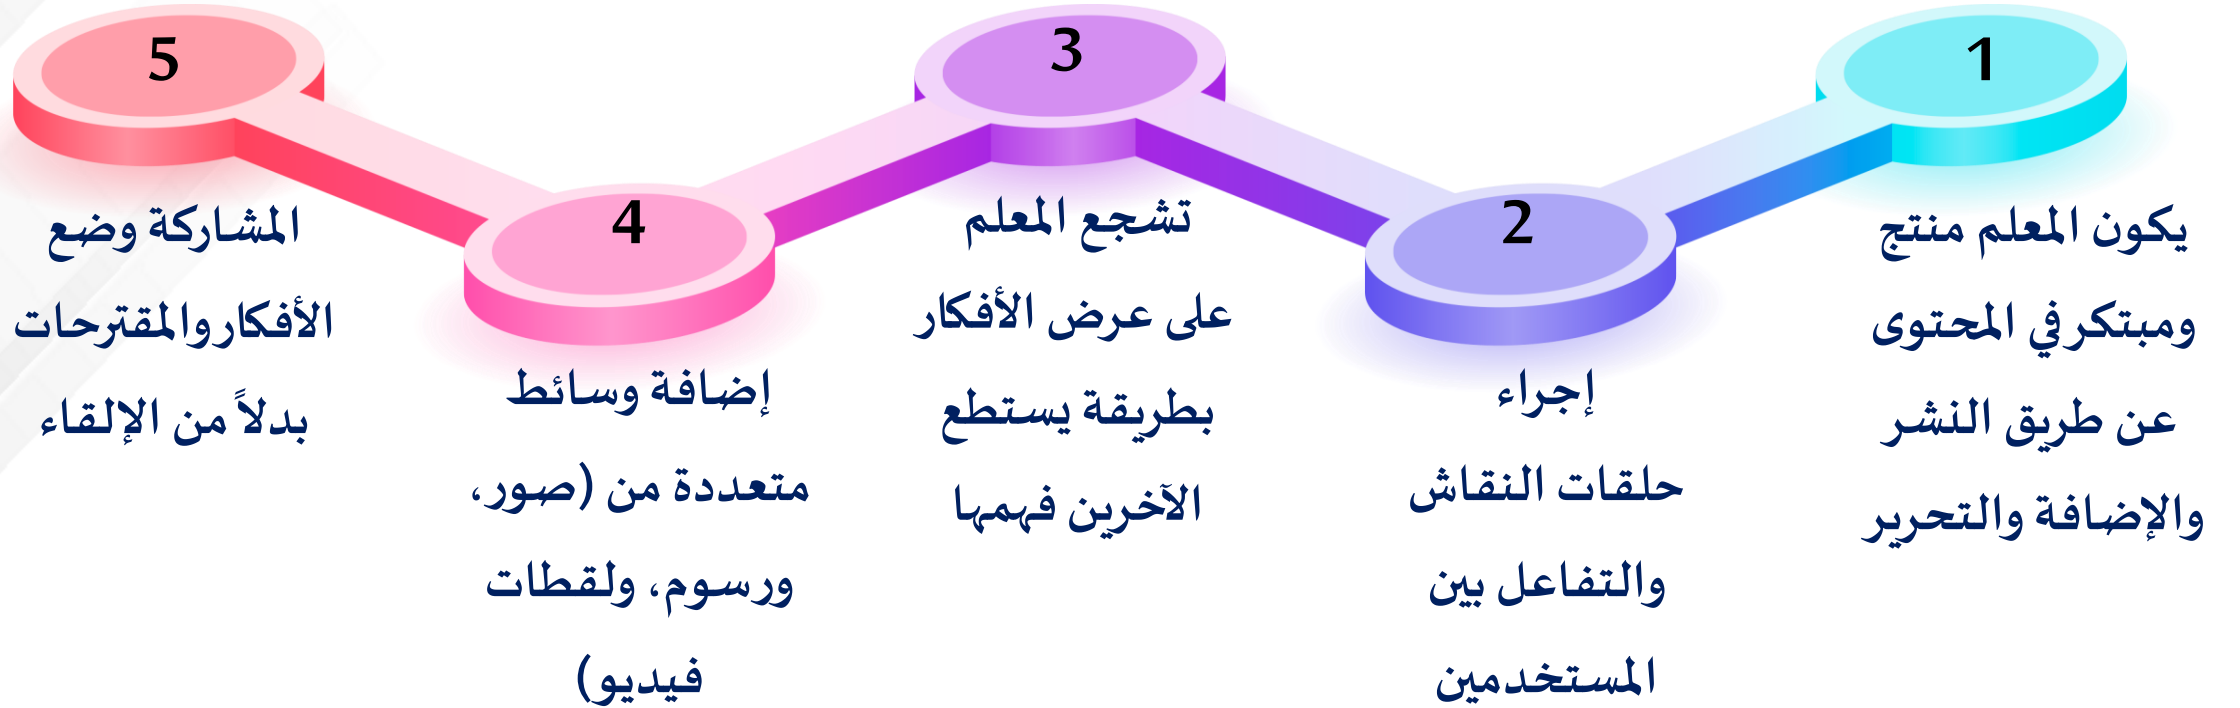 1
يكون المعلم منتج
ومبتكر في المحتوى
عن طريق النشر
والإضافة والتحرير
2
إجراء
حلقات النقاش
والتفاعل بين
المستخدمين
3
تشجع المعلم
على عرض الأفكار
بطريقة يستطع
الآخرين فهمها
4
إضافة وسائط
متعددة من (صور،
ورسوم، ولقطات
فيديو)
5
المشاركة وضع
الأفكار والمقترحات
بدلاً من الإلقاء